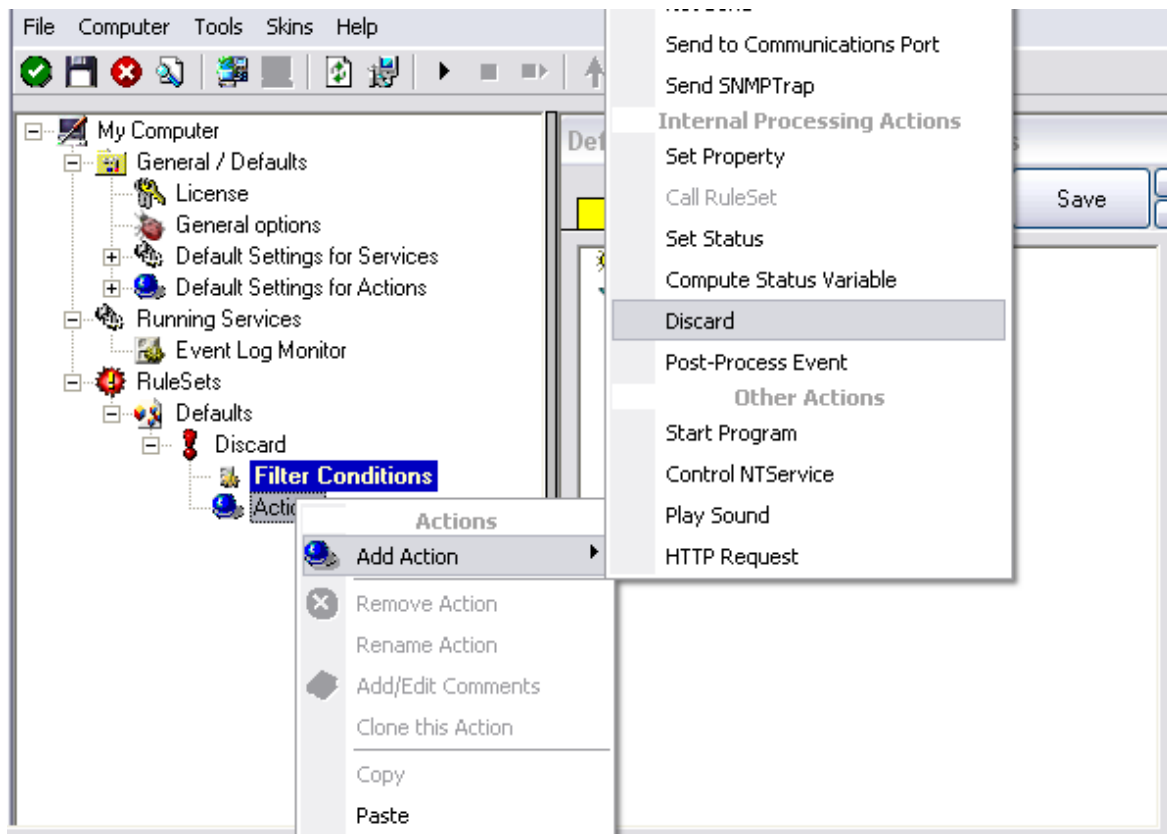 File Computer Tools Skins Help
My Computer
General / Defaults
License
General options
Default Settings for Services
Default Settings for Actions
Running Services
Event Log Monitor
RuleSets
Defaults
Discard
Filter Conditions
Actions
Add Action
Remove Action
Rename Action
Add/Edit Comments
Clone this Action
Copy
Paste
Send to Communications Port
Send SNMPTrap
Internal Processing Actions
Set Property
Call RuleSet
Set Status
Compute Status Variable
Discard
Post-Process Event
Other Actions
Start Program
Control NTService
Play Sound
HTTP Request
Def
Save